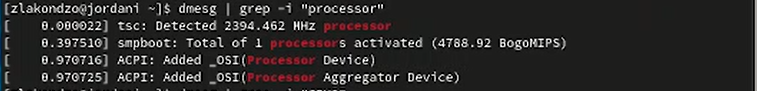 [zlakondzo@jordani ~]$ dmesg | grep -i "processor"
[    0.000022] tsc: Detected 2394.462 MHz processor
[    0.397510] smpboot: Total of 1 processors activated (4788.92 BogoMIPS)
[    0.970716] ACPI: Added _OSI(Processor Device)
[    0.970725] ACPI: Added _OSI(Processor Aggregator Device)